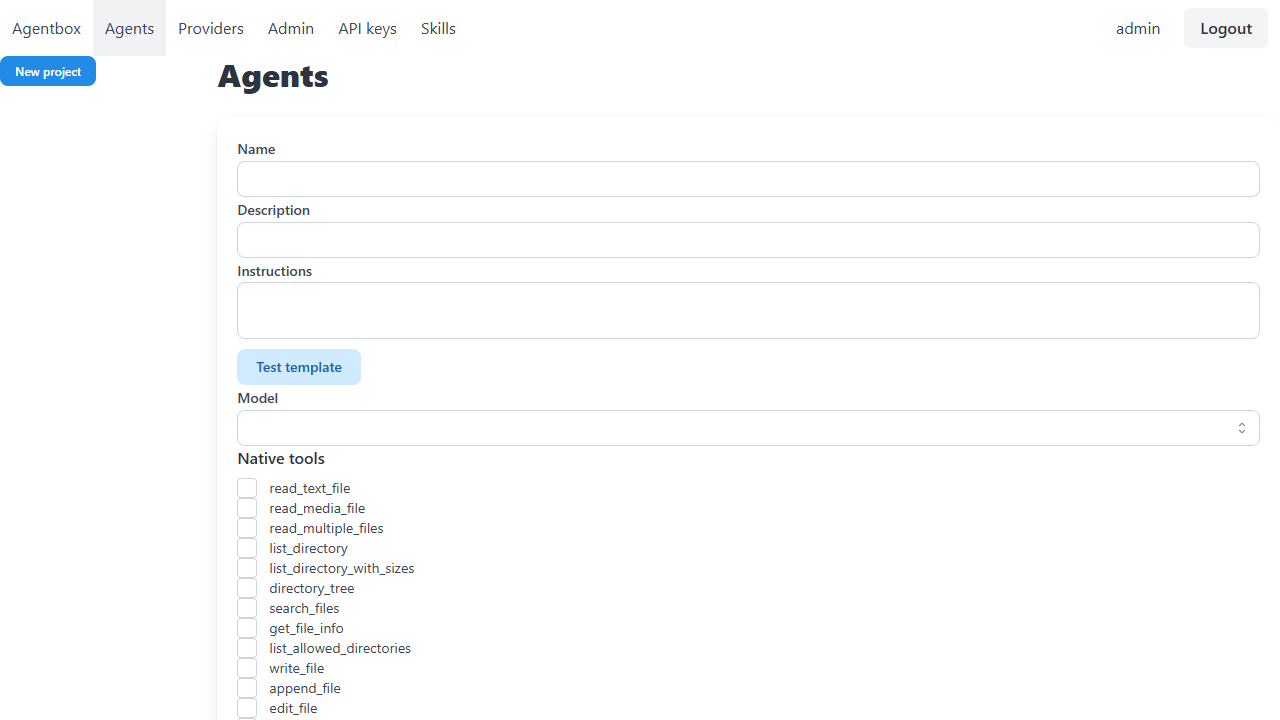 Agentbox Agents Providers Admin API keys Skills admin Logout
New project
Agents
Name
Description
Instructions
Test template
Model
Native tools
read_text_file
read_media_file
read_multiple_files
list_directory
list_directory_with_sizes
directory_tree
search_files
get_file_info
list_allowed_directories
write_file
append_file
edit_file